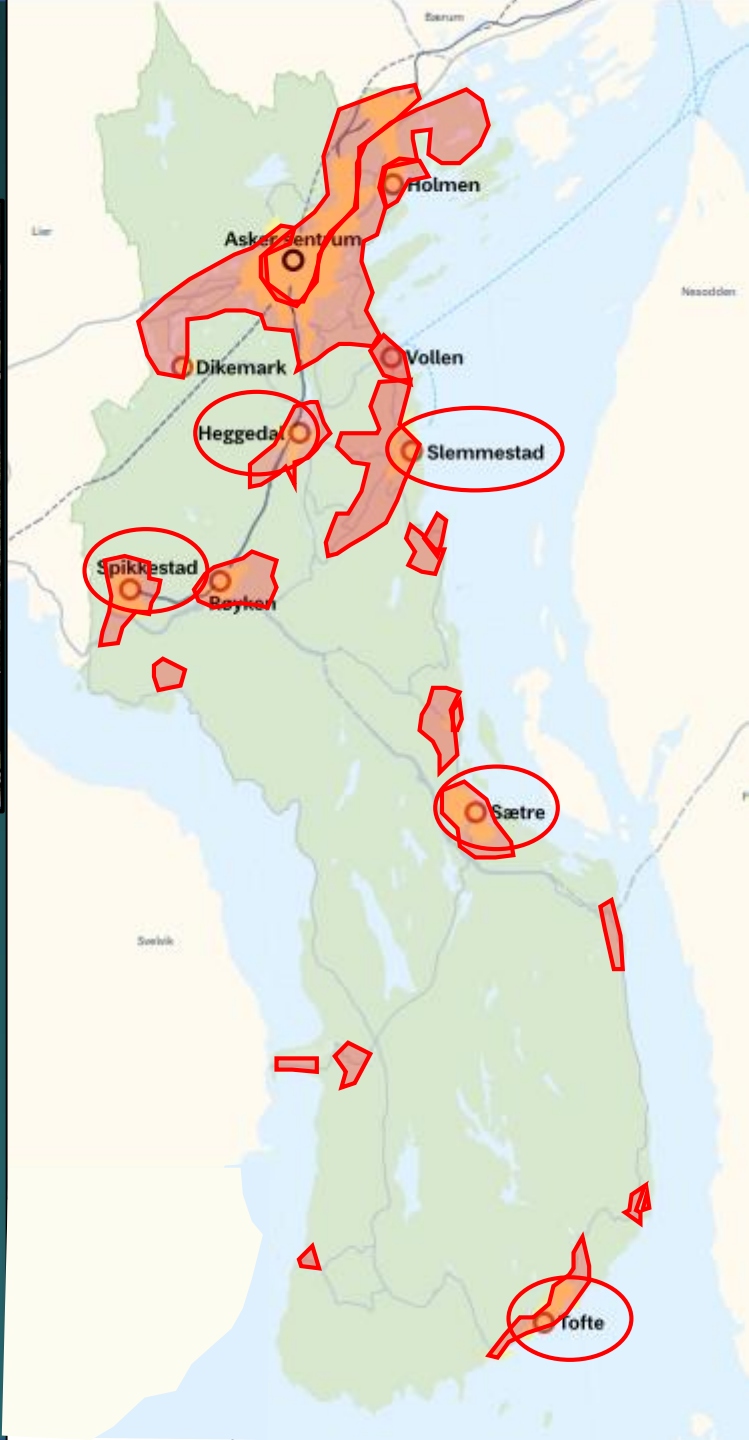 Bærum
Holmen
Lier
Asker sentrum
Nesodden
Vollen
Dikemark
Heggedal
Slemmestad
Spikkestad
Røyken
Sætre
Svelvik
Tofte